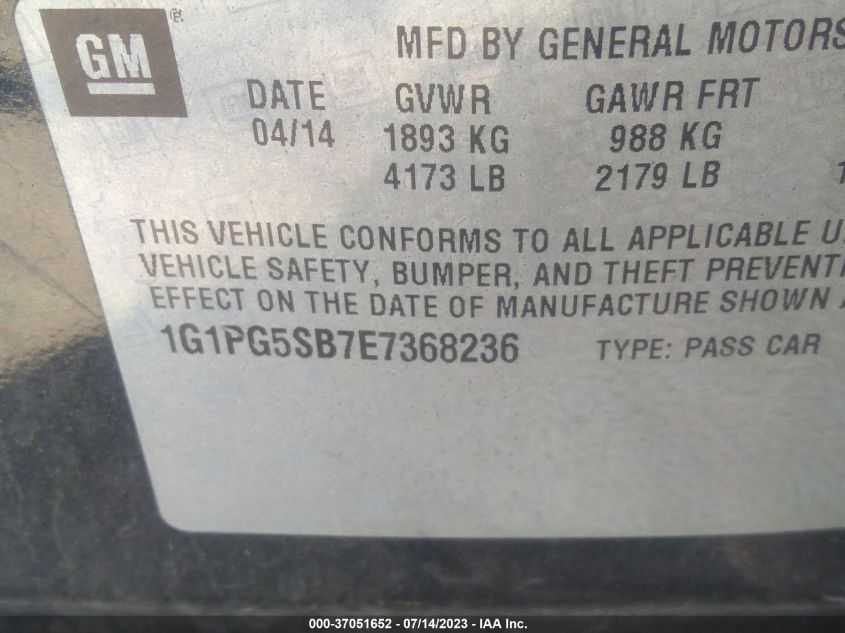 GM
MFD BY GENERAL MOTORS
DATE GVWR GAWR FRT
04/14 1893 KG 988 KG
4173 LB 2179 LB
THIS VEHICLE CONFORMS TO ALL APPLICABLE U
VEHICLE SAFETY, BUMPER, AND THEFT PREVENTI
EFFECT ON THE DATE OF MANUFACTURE SHOWN A
1G1PG5SB7E7368236 TYPE: PASS CAR
000-37051652 - 07/14/2023 - IAA Inc.